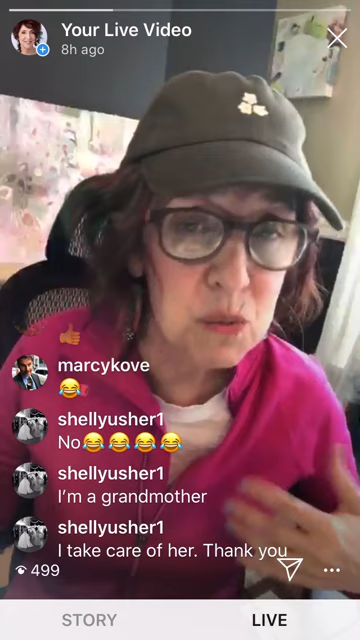 Your Live Video
8h ago
marcykove
😂
shellyusher1
No😂😂😂😂
shellyusher1
I'm a grandmother
shellyusher1
I take care of her. Thank you
499
STORY
LIVE